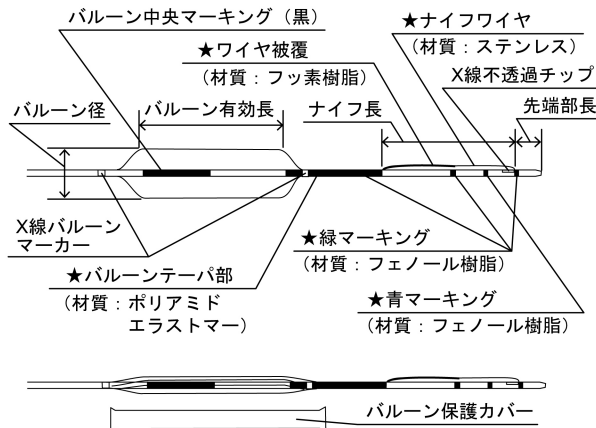 バルーン中央マーキング（黒）
★ナイフワイヤ
（材質：ステンレス）
★ワイヤ被覆
（材質：フッ素樹脂）
X線不透過チップ
先端部長
バルーン径
バルーン有効長
ナイフ長
X線バルーン
マーカー
★緑マーキング
（材質：フェノール樹脂）
★バルーンテーパ部
（材質：ポリアミド
エラストマー）
★青マーキング
（材質：フェノール樹脂）
バルーン保護カバー